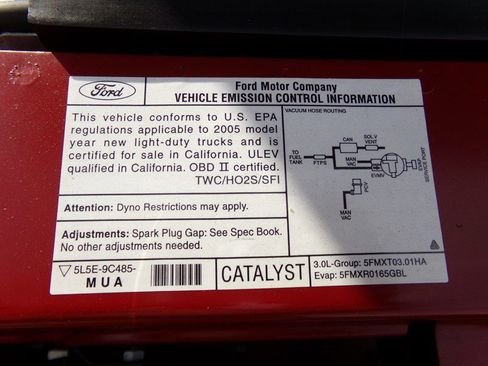 Ford
Ford Motor Company
VEHICLE EMISSION CONTROL INFORMATION
This vehicle conforms to U.S. EPA
regulations applicable to 2005 model
year new light-duty trucks and is
certified for sale in California. ULEV
qualified in California. OBD II certified.
TWC/HO2S/SFI
Attention: Dyno Restrictions may apply.
Adjustments: Spark Plug Gap: See Spec Book.
No other adjustments needed.
VACUUM HOSE ROUTING
CAN
SOL V
VENT
TO
FUEL
TANK
FTPS
MAN
VAC
EVMV
SERVICE PORT
PCV
MAN
VAC
5L5E-9C485-
MUA
CATALYST
3.0L-Group: 5FMXT03.01HA
Evap: 5FMXR0165GBL